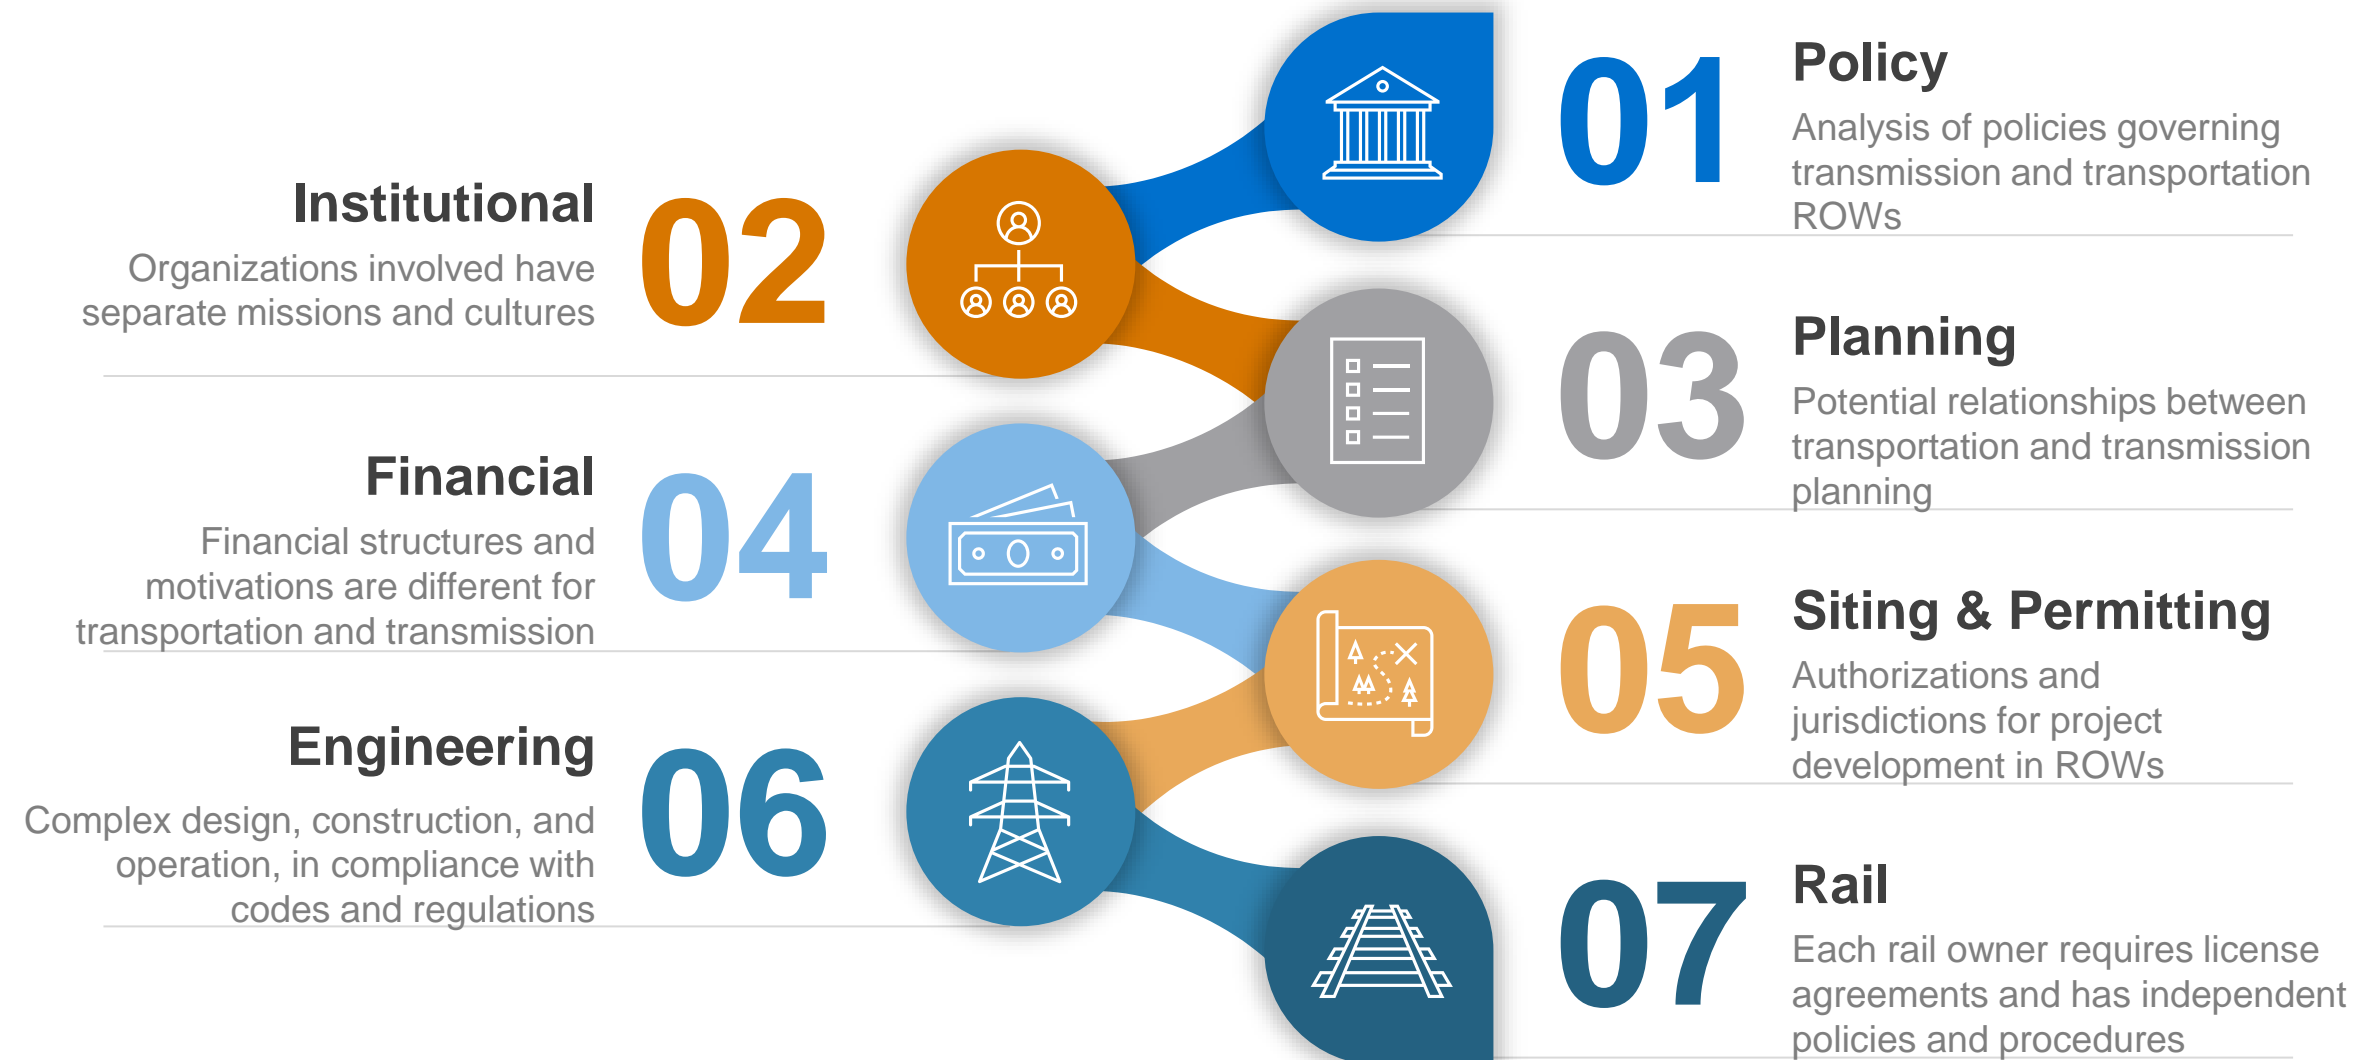 01
Policy
Analysis of policies governing
transmission and transportation
ROWs
02
Institutional
Organizations involved have
separate missions and cultures
03
Planning
Potential relationships between
transportation and transmission
planning
04
Financial
Financial structures and
motivations are different for
transportation and transmission
05
Siting & Permitting
Authorizations and
jurisdictions for project
development in ROWs
06
Engineering
Complex design, construction, and
operation, in compliance with
codes and regulations
07
Rail
Each rail owner requires license
agreements and has independent
policies and procedures